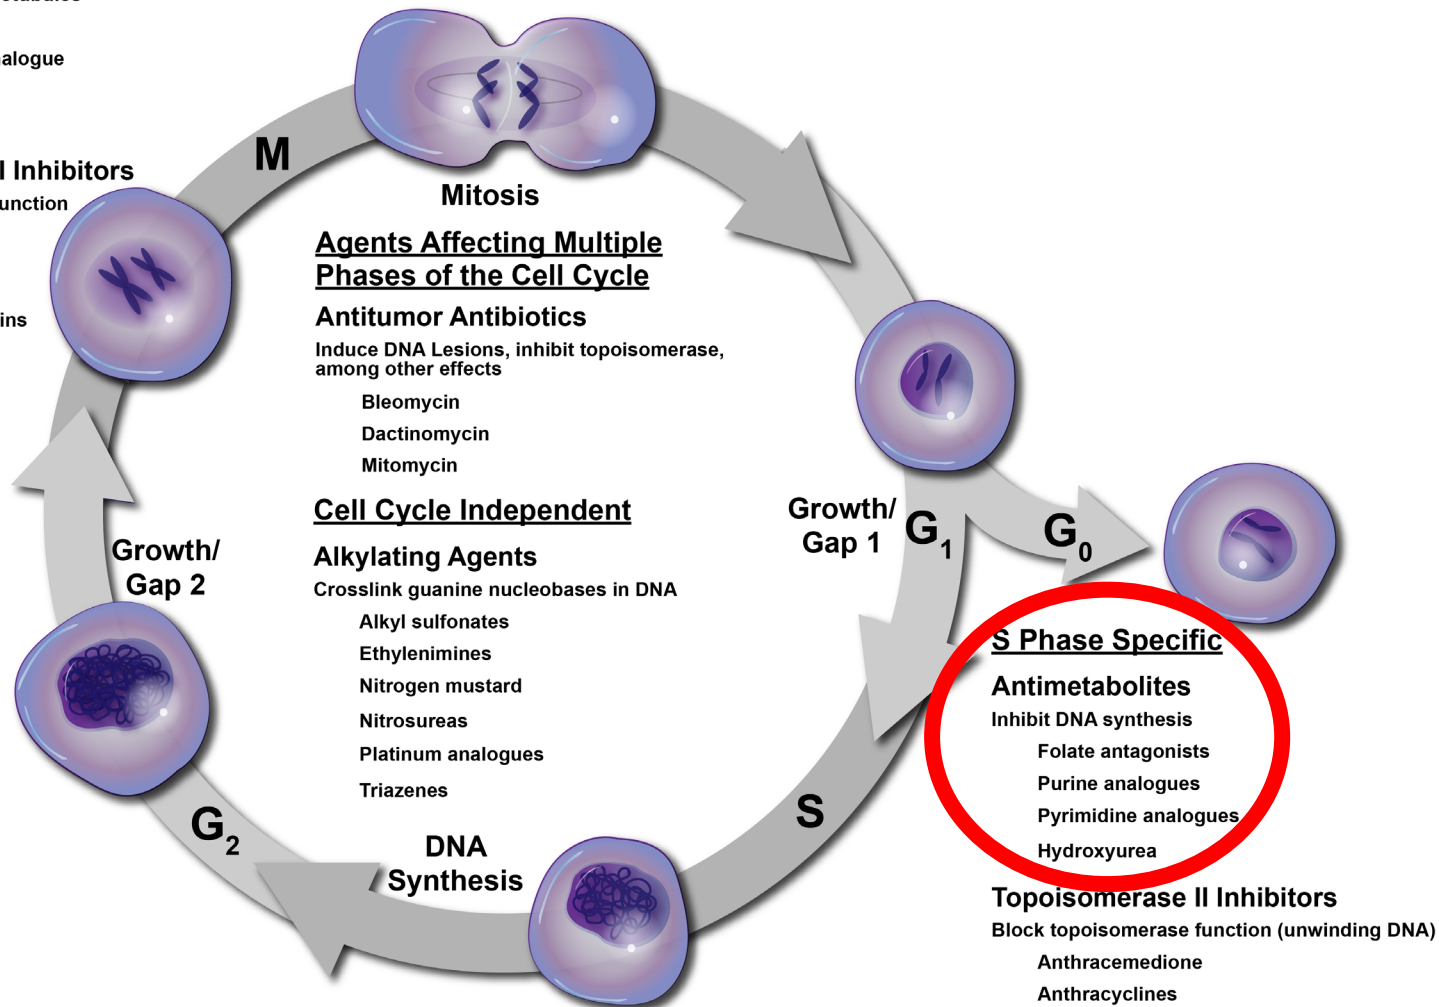 alogue
I Inhibitors
unction
ins
M
Mitosis
Agents Affecting Multiple
Phases of the Cell Cycle
Antitumor Antibiotics
Induce DNA Lesions, inhibit topoisomerase,
among other effects
Bleomycin
Dactinomycin
Mitomycin
Cell Cycle Independent
Alkylating Agents
Crosslink guanine nucleobases in DNA
Alkyl sulfonates
Ethylenimines
Nitrogen mustard
Nitrosureas
Platinum analogues
Triazenes
Growth/
Gap 1
G1
G0
Growth/
Gap 2
G2
DNA
Synthesis
S
S Phase Specific
Antimetabolites
Inhibit DNA synthesis
Folate antagonists
Purine analogues
Pyrimidine analogues
Hydroxyurea
Topoisomerase II Inhibitors
Block topoisomerase function (unwinding DNA)
Anthracemedione
Anthracyclines